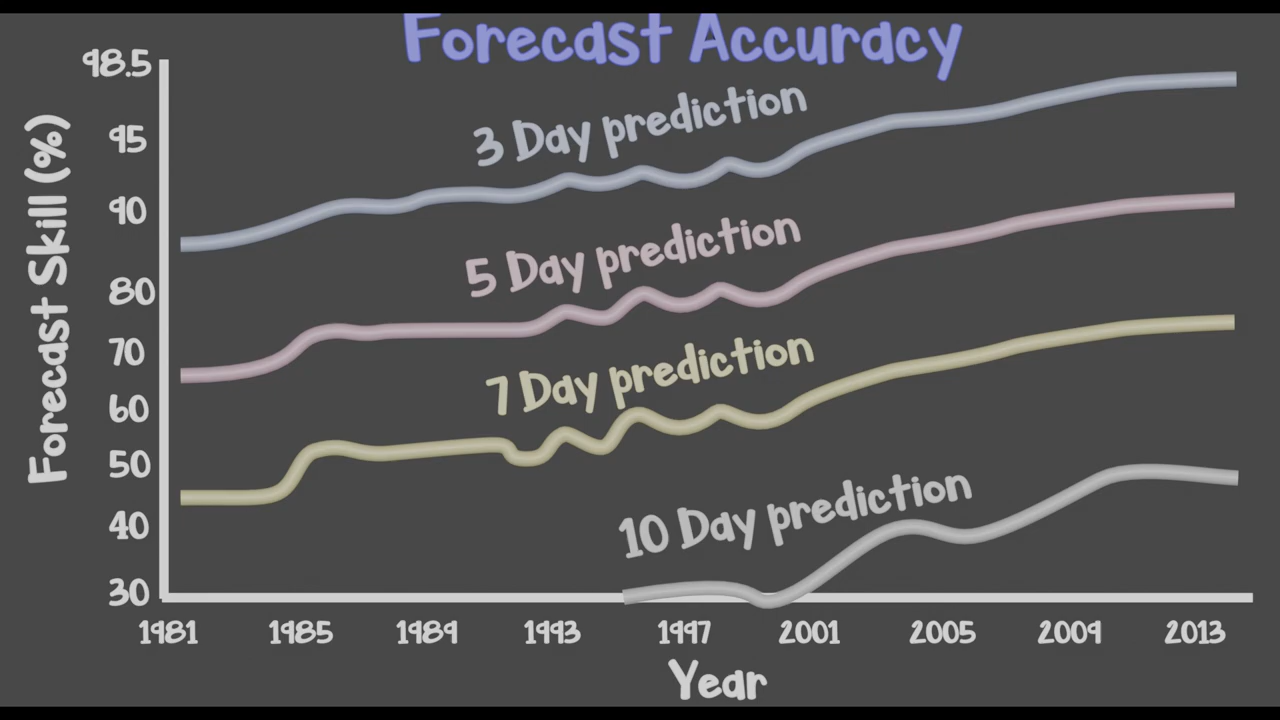 Forecast Accuracy
98.5
95
90
80
70
60
50
40
30
Forecast Skill (%)
3 Day prediction
5 Day prediction
7 Day prediction
10 Day prediction
1981 1985 1989 1993 1997 2001 2005 2009 2013
Year